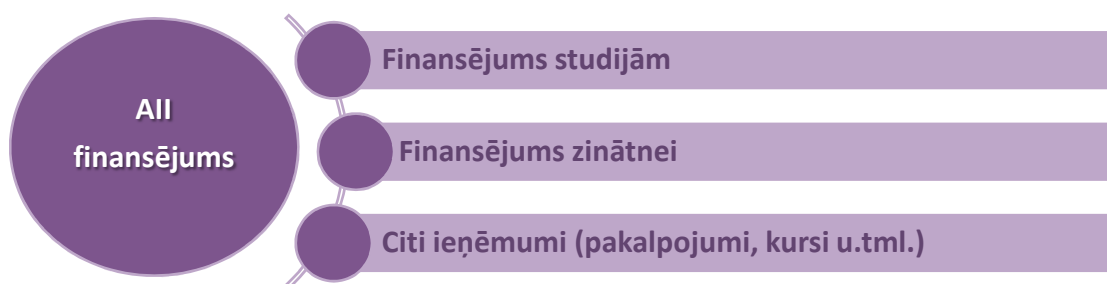 AII
finansējums
Finansējums studijām
Finansējums zinātnei
Citi ieņēmumi (pakalpojumi, kursi u.tml.)